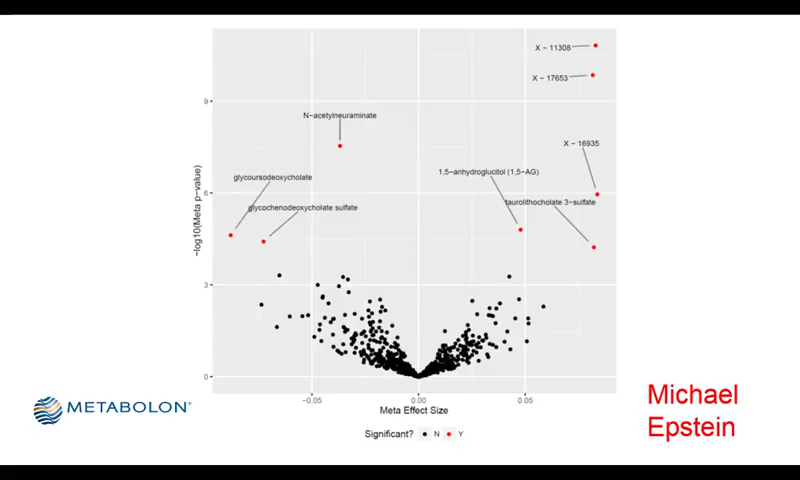 X − 11308
X − 17653
9
N−acetylneuraminate
X − 16935
1,5−anhydroglucitol (1,5−AG)
glycoursodeoxycholate
6
taurolithocholate 3−sulfate
glycochenodeoxycholate sulfate
−log10(Meta p−value)
3
0
−0.05 0.00 0.05
Meta Effect Size
Significant? N Y
METABOLON®
Michael
Epstein